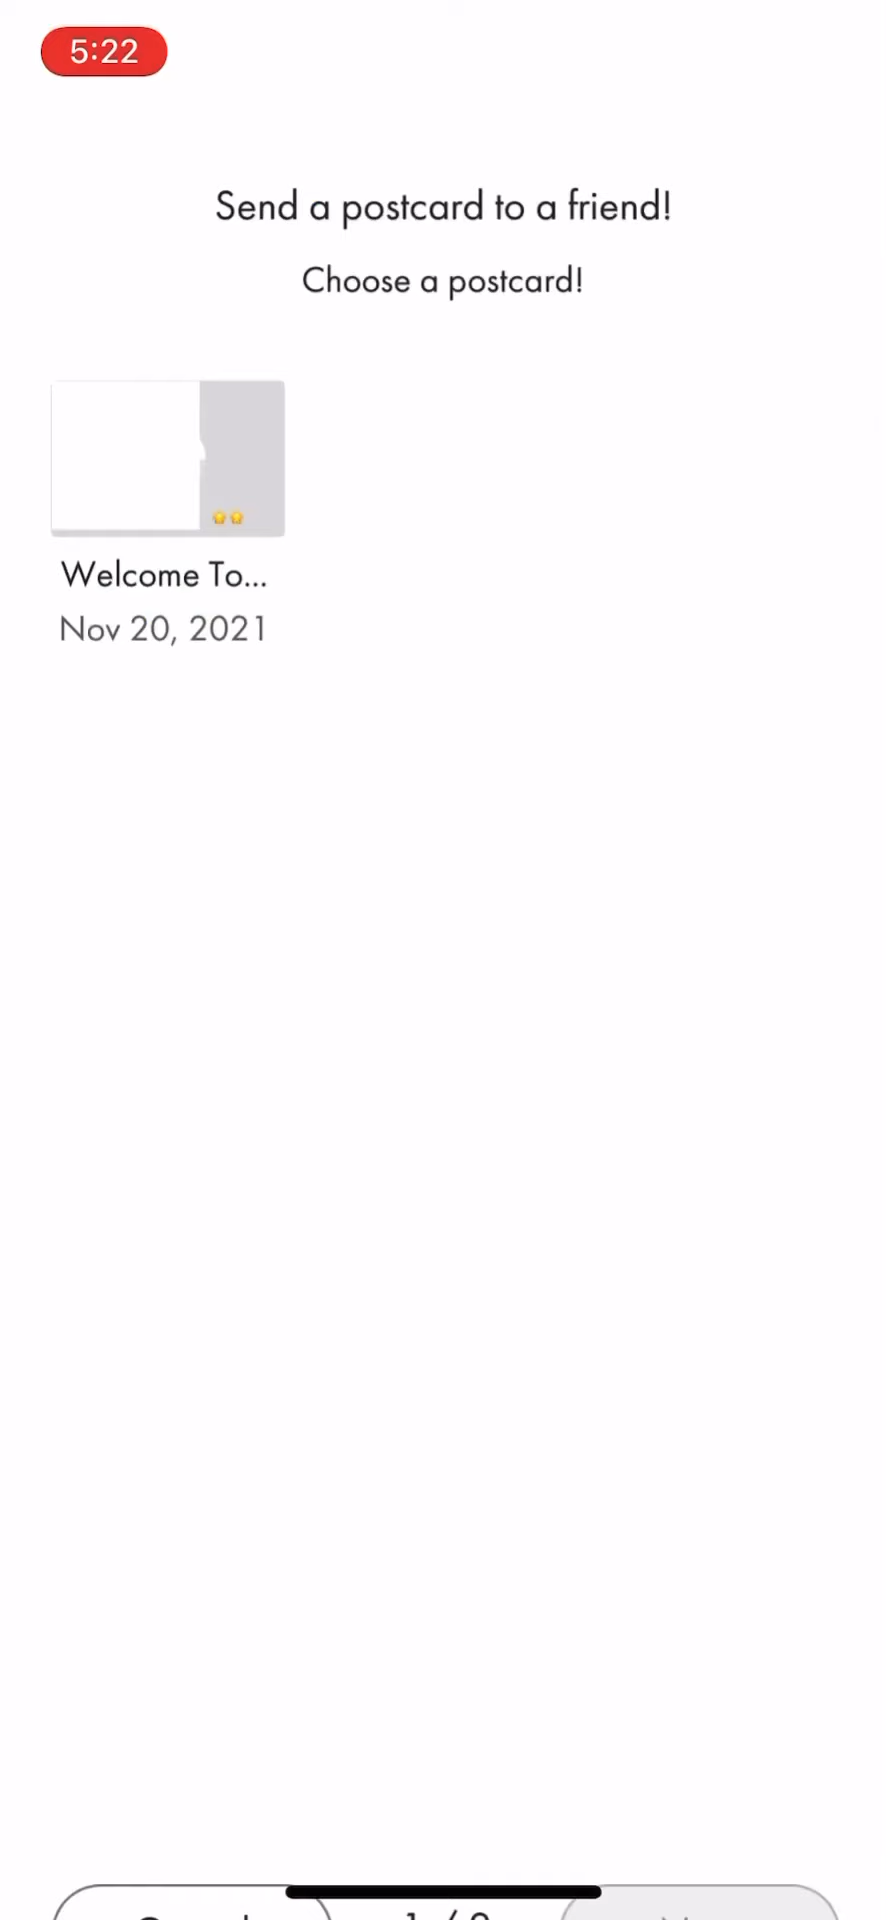 5:22
Send a postcard to a friend!
Choose a postcard!
Welcome To...
Nov 20, 2021